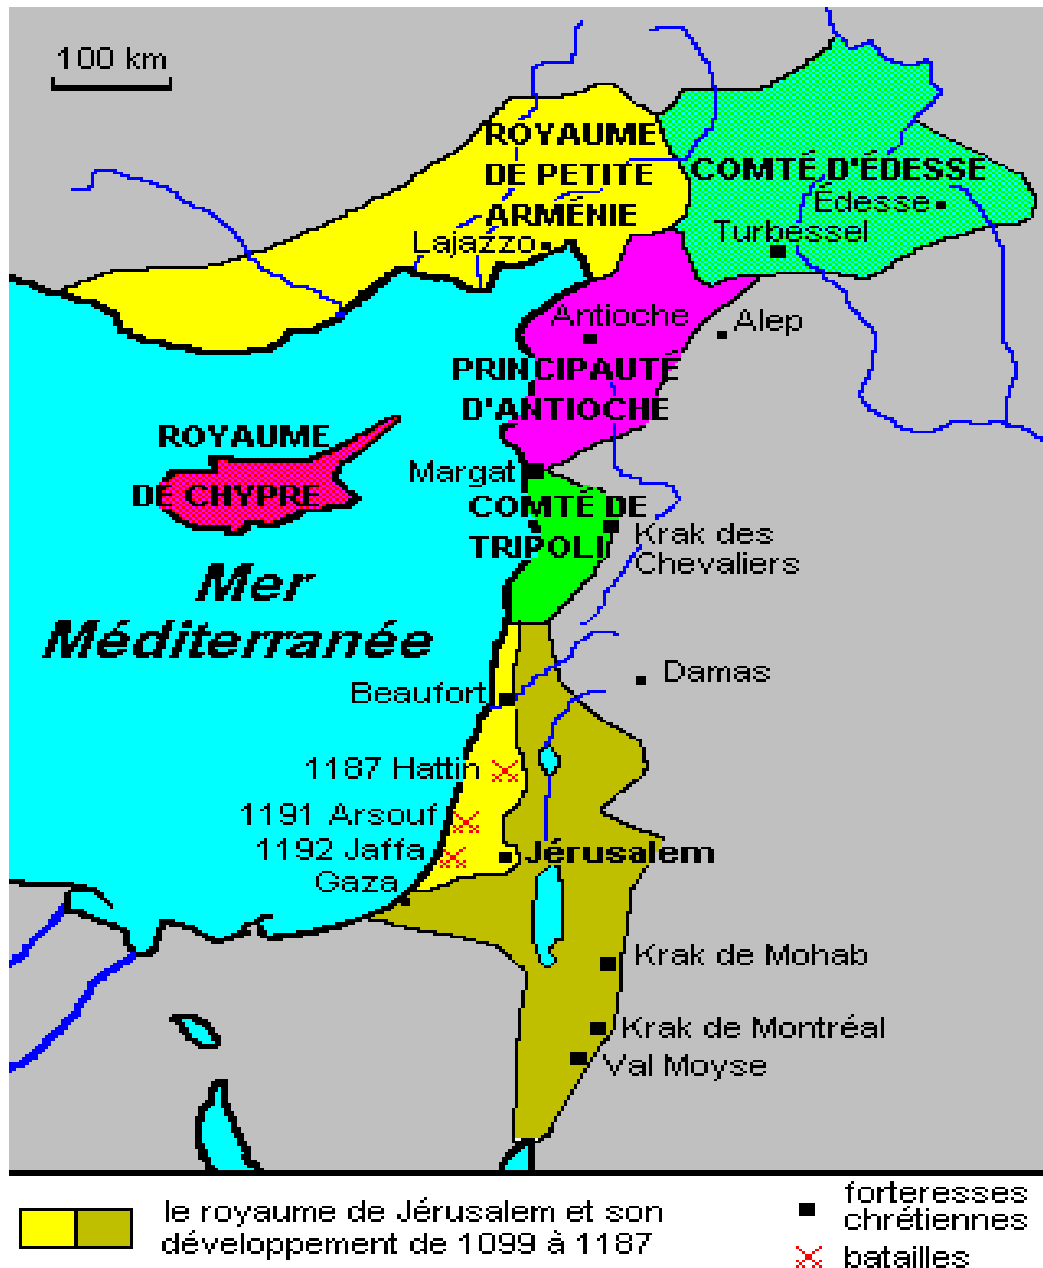 100 km
ROYAUME
DE PETITE
ARMÉNIE
Lajazzo
COMTÉ D'ÉDESSE
Édesse
Turbessel
Antioche
Alep
PRINCIPAUTÉ
D'ANTIOCHE
ROYAUME
DE CHYPRE
Margat
COMTÉ DE
TRIPOLI
Krak des
Chevaliers
Mer
Méditerranée
Damas
Beaufort
1187 Hattin
1191 Arsouf
1192 Jaffa
Jérusalem
Gaza
Krak de Mohab
Krak de Montréal
Val Moyse
le royaume de Jérusalem et son
développement de 1099 à 1187
forteresses
chrétiennes
batailles